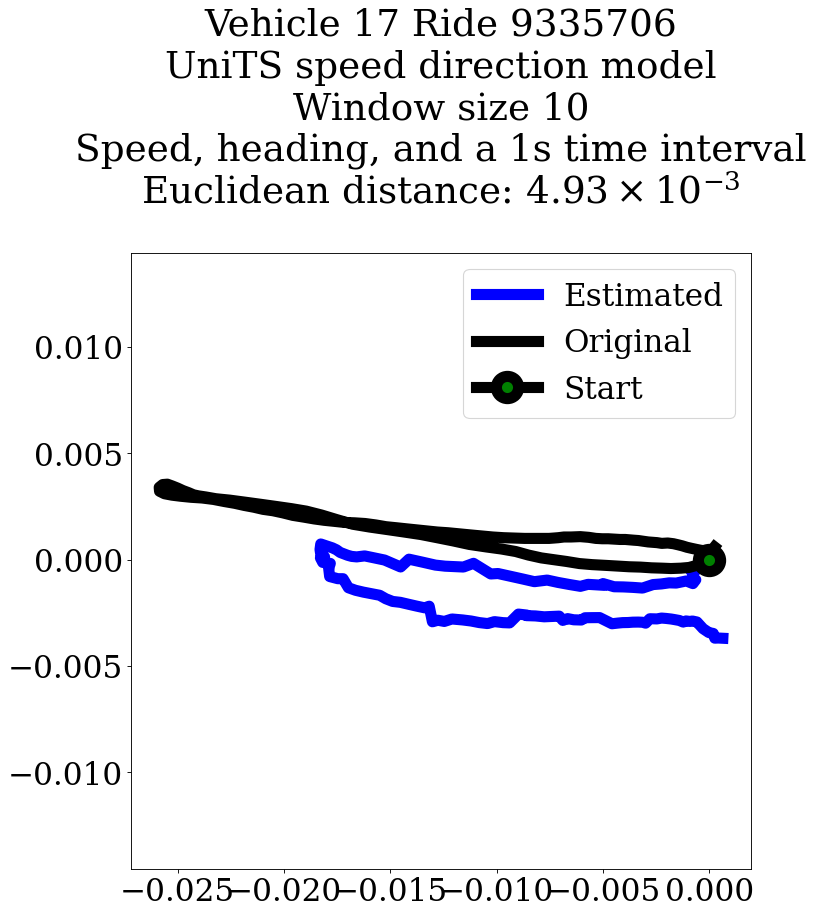 Vehicle 17 Ride 9335706
UniTS speed direction model
Window size 10
Speed, heading, and a 1s time interval
Euclidean distance: 4.93 × 10⁻³
Estimated
Original
Start
0.010
0.005
0.000
−0.005
−0.010
−0.025 −0.020 −0.015 −0.010 −0.005 0.000